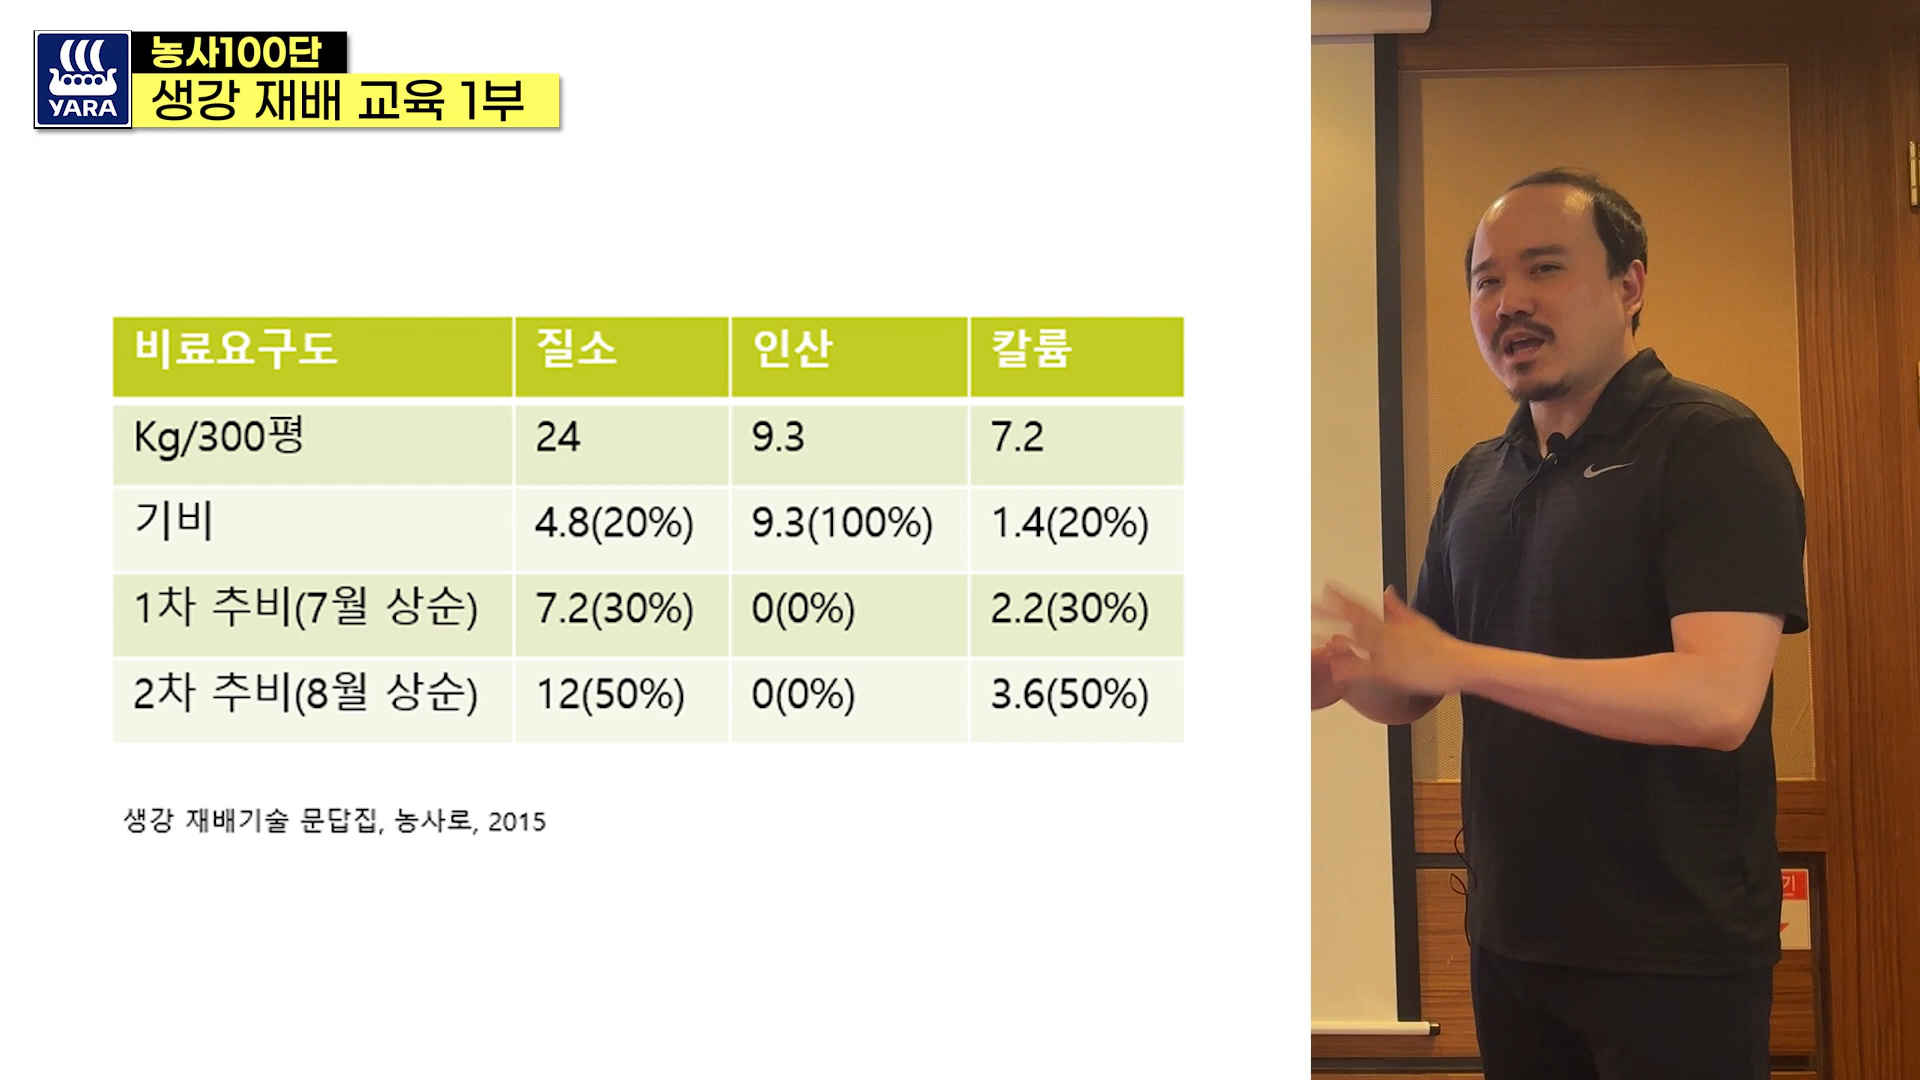 농사100단
YARA
생강 재배 교육 1부
비료요구도 질소 인산 칼륨
Kg/300평 24 9.3 7.2
기비 4.8(20%) 9.3(100%) 1.4(20%)
1차 추비(7월 상순) 7.2(30%) 0(0%) 2.2(30%)
2차 추비(8월 상순) 12(50%) 0(0%) 3.6(50%)
생강 재배기술 문답집, 농사로, 2015
기